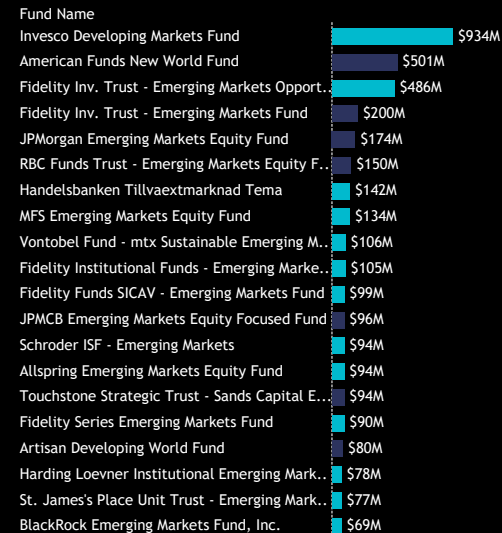 Fund Name
Invesco Developing Markets Fund $934M
American Funds New World Fund $501M
Fidelity Inv. Trust - Emerging Markets Opport.. $486M
Fidelity Inv. Trust - Emerging Markets Fund $200M
JPMorgan Emerging Markets Equity Fund $174M
RBC Funds Trust - Emerging Markets Equity F.. $150M
Handelsbanken Tillvaextmarknad Tema $142M
MFS Emerging Markets Equity Fund $134M
Vontobel Fund - mtx Sustainable Emerging M.. $106M
Fidelity Institutional Funds - Emerging Marke.. $105M
Fidelity Funds SICAV - Emerging Markets Fund $99M
JPMCB Emerging Markets Equity Focused Fund $96M
Schroder ISF - Emerging Markets $94M
Allspring Emerging Markets Equity Fund $94M
Touchstone Strategic Trust - Sands Capital E... $94M
Fidelity Series Emerging Markets Fund $90M
Artisan Developing World Fund $80M
Harding Loevner Institutional Emerging Mark.. $78M
St. James's Place Unit Trust - Emerging Mark.. $77M
BlackRock Emerging Markets Fund, Inc. $69M